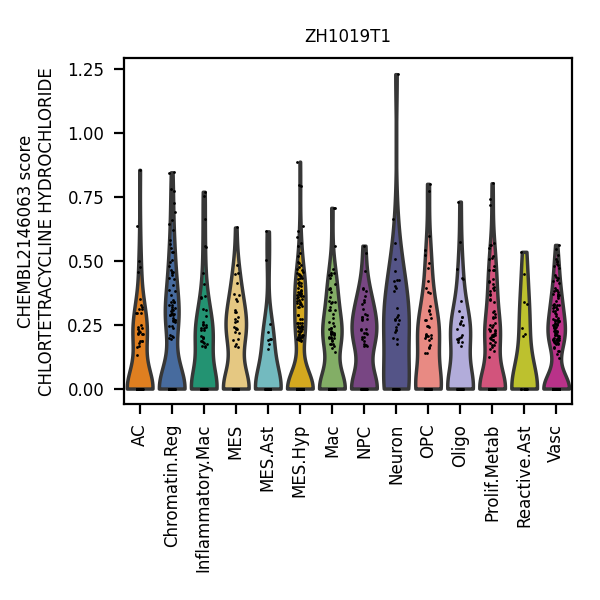 ZH1019T1
CHEMBL2146063 score
CHLORTETRACYCLINE HYDROCHLORIDE
1.25
1.00
0.75
0.50
0.25
0.00
AC
Chromatin.Reg
Inflammatory.Mac
MES
MES.Ast
MES.Hyp
Mac
NPC
Neuron
OPC
Oligo
Prolif.Metab
Reactive.Ast
Vasc